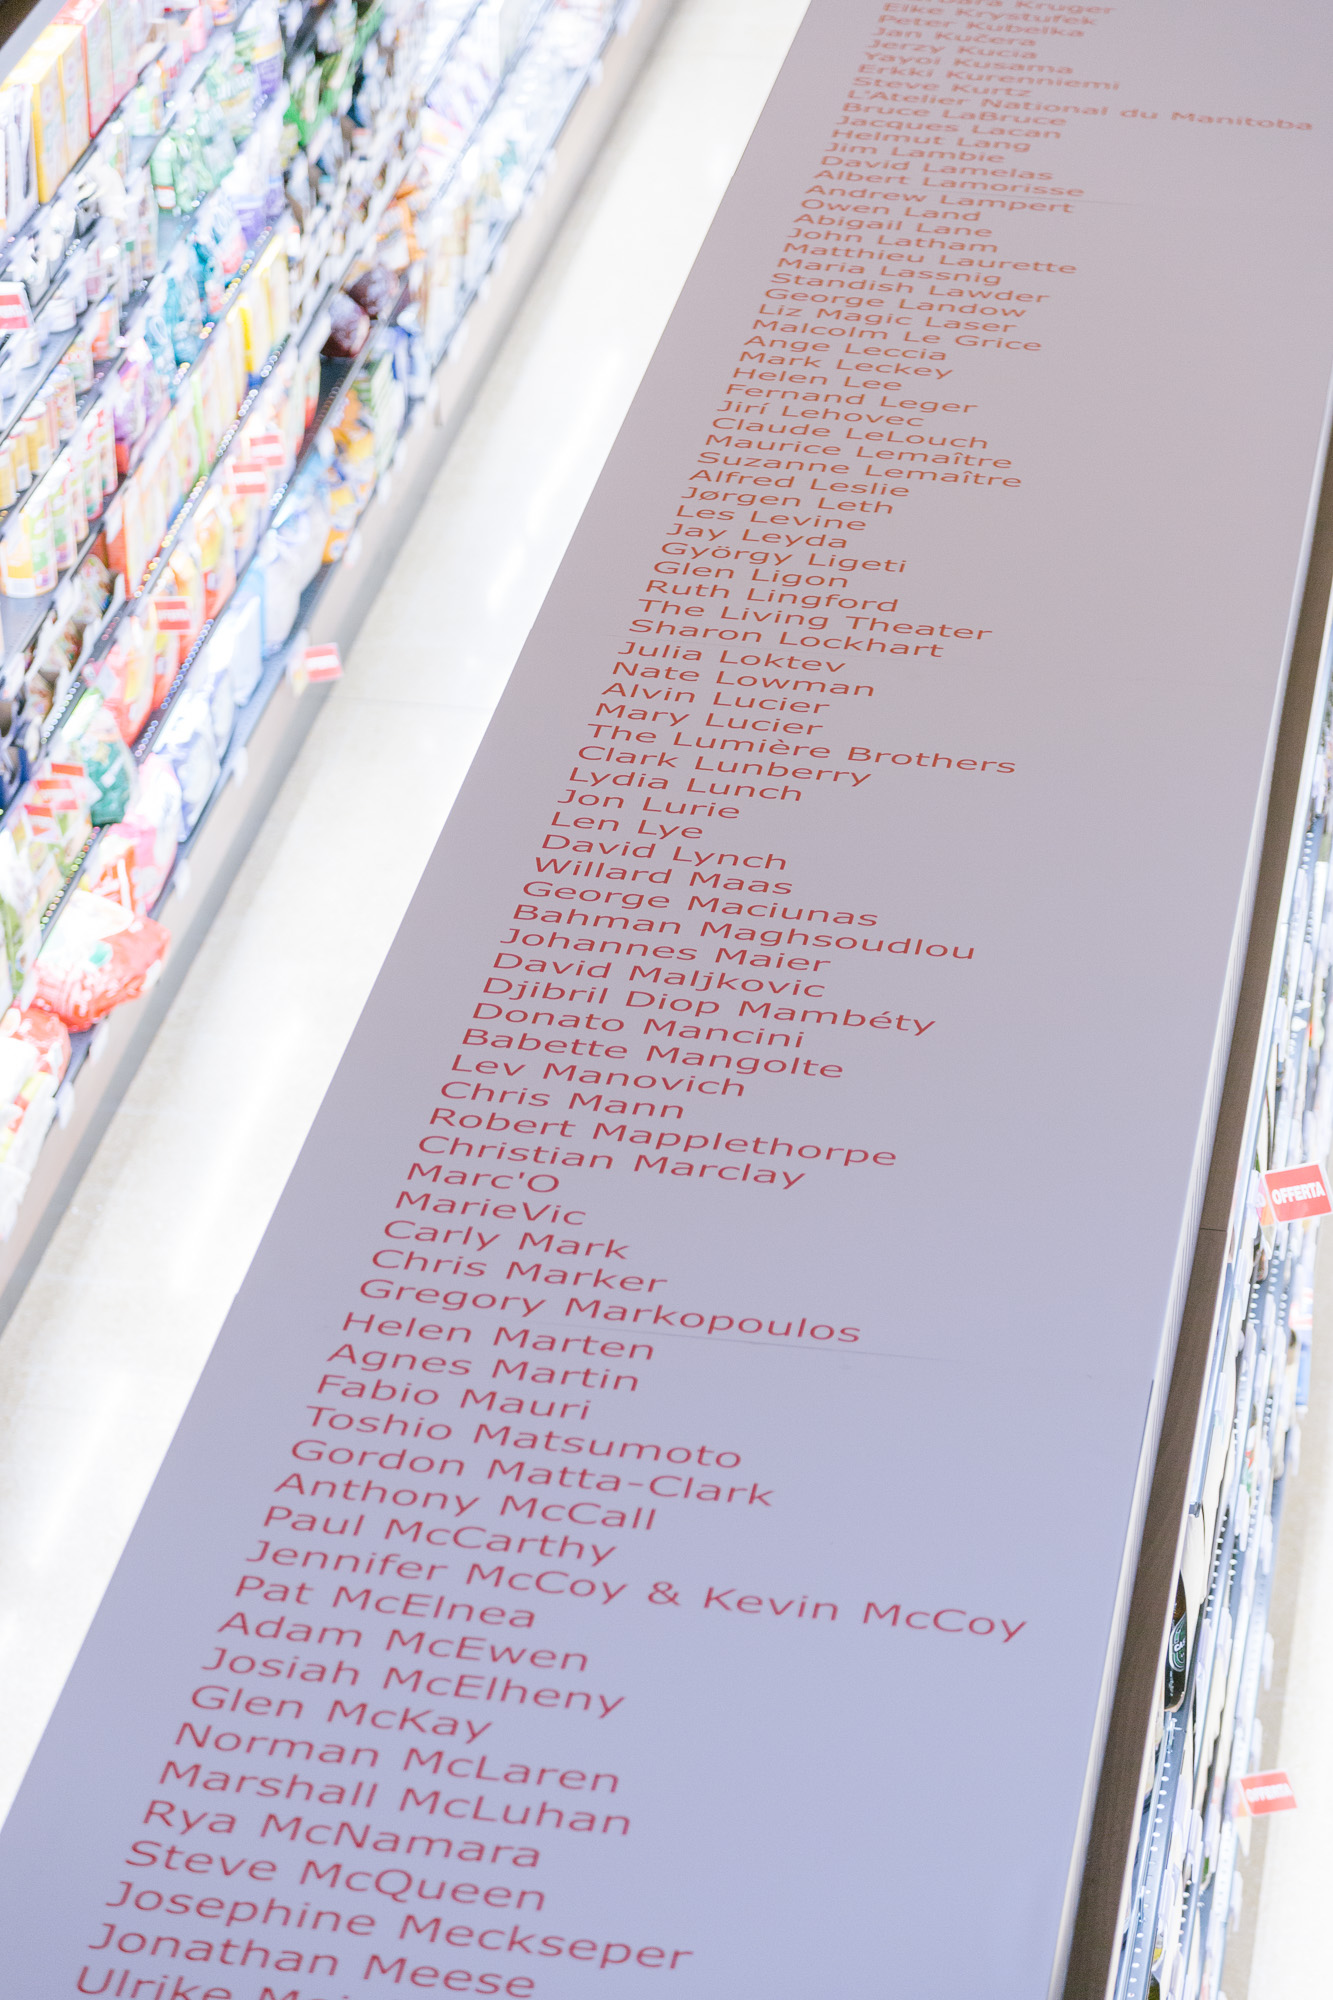 Kruger
Elke Krystufek
Peter Kubelka
Jan Kučera
Jerzy Kucia
Yayoi Kusama
Erkki Kurenniemi
Steve Kurtz
L'Atelier National du Manitoba
Bruce LaBruce
Jacques Lacan
Helmut Lang
Jim Lambie
David Lamelas
Albert Lamorisse
Andrew Lampert
Owen Land
Abigail Lane
John Latham
Matthieu Laurette
Maria Lassnig
Standish Lawder
George Landow
Liz Magic Laser
Malcolm Le Grice
Ange Leccia
Mark Leckey
Helen Lee
Fernand Leger
Jirí Lehovec
Claude LeLouch
Maurice Lemaître
Suzanne Lemaître
Alfred Leslie
Jørgen Leth
Les Levine
Jay Leyda
György Ligeti
Glen Ligon
Ruth Lingford
The Living Theater
Sharon Lockhart
Julia Loktev
Nate Lowman
Alvin Lucier
Mary Lucier
The Lumière Brothers
Clark Lunberry
Lydia Lunch
Jon Lurie
Len Lye
David Lynch
Willard Maas
George Maciunas
Bahman Maghsoudlou
Johannes Maier
David Maljkovic
Djibril Diop Mambéty
Donato Mancini
Babette Mangolte
Lev Manovich
Chris Mann
Robert Mapplethorpe
Christian Marclay
Marc'O
MarieVic
Carly Mark
Chris Marker
Gregory Markopoulos
Helen Marten
Agnes Martin
Fabio Mauri
Toshio Matsumoto
Gordon Matta-Clark
Anthony McCall
Paul McCarthy
Jennifer McCoy & Kevin McCoy
Pat McElnea
Adam McEwen
Josiah McElheny
Glen McKay
Norman McLaren
Marshall McLuhan
Rya McNamara
Steve McQueen
Josephine Meckseper
Jonathan Meese
Ulrike
OFFERTA
OFFERTA